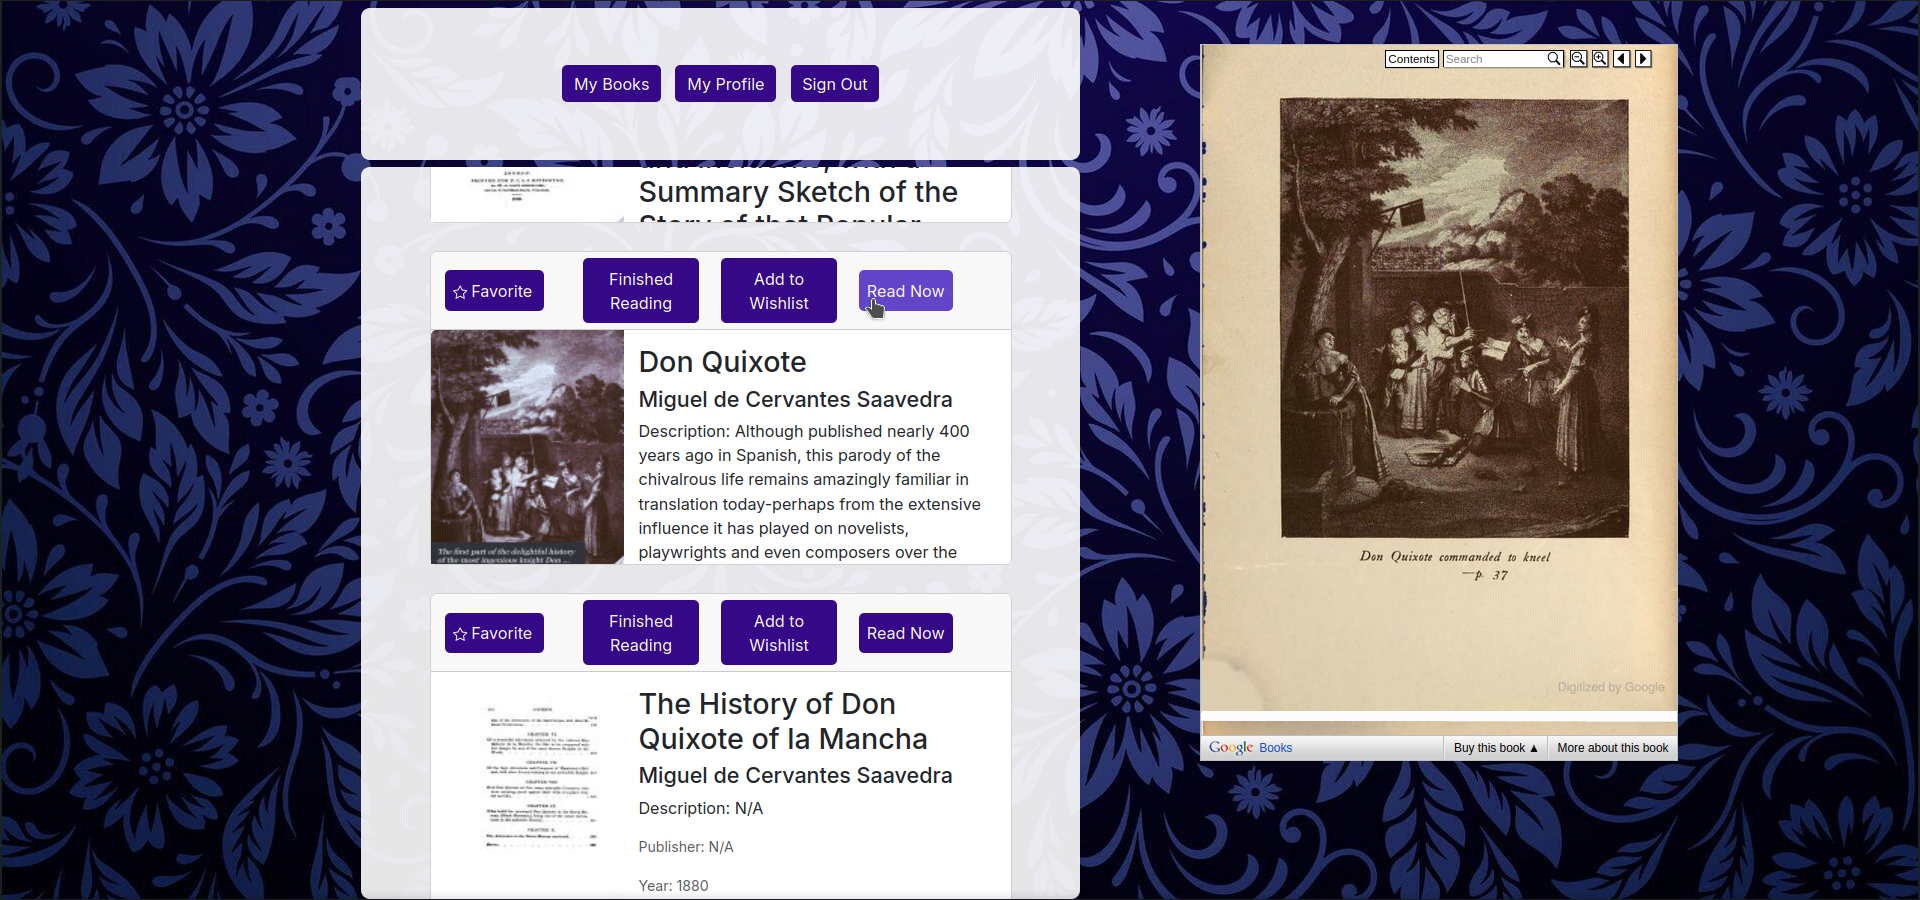 My Books
My Profile
Sign Out
Summary Sketch of the
Story of that Popular
Favorite
Finished
Reading
Add to
Wishlist
Read Now
Don Quixote
Miguel de Cervantes Saavedra
Description: Although published nearly 400
years ago in Spanish, this parody of the
chivalrous life remains amazingly familiar in
translation today-perhaps from the extensive
influence it has played on novelists,
playwrights and even composers over the
The first part of the delightful history
of the most ingenious knight Don ...
Favorite
Finished
Reading
Add to
Wishlist
Read Now
The History of Don
Quixote of la Mancha
Miguel de Cervantes Saavedra
Description: N/A
Publisher: N/A
Year: 1880
Contents
Search
Don Quixote commanded to kneel
—p. 37
Digitized by Google
Google Books
Buy this book ▲
More about this book